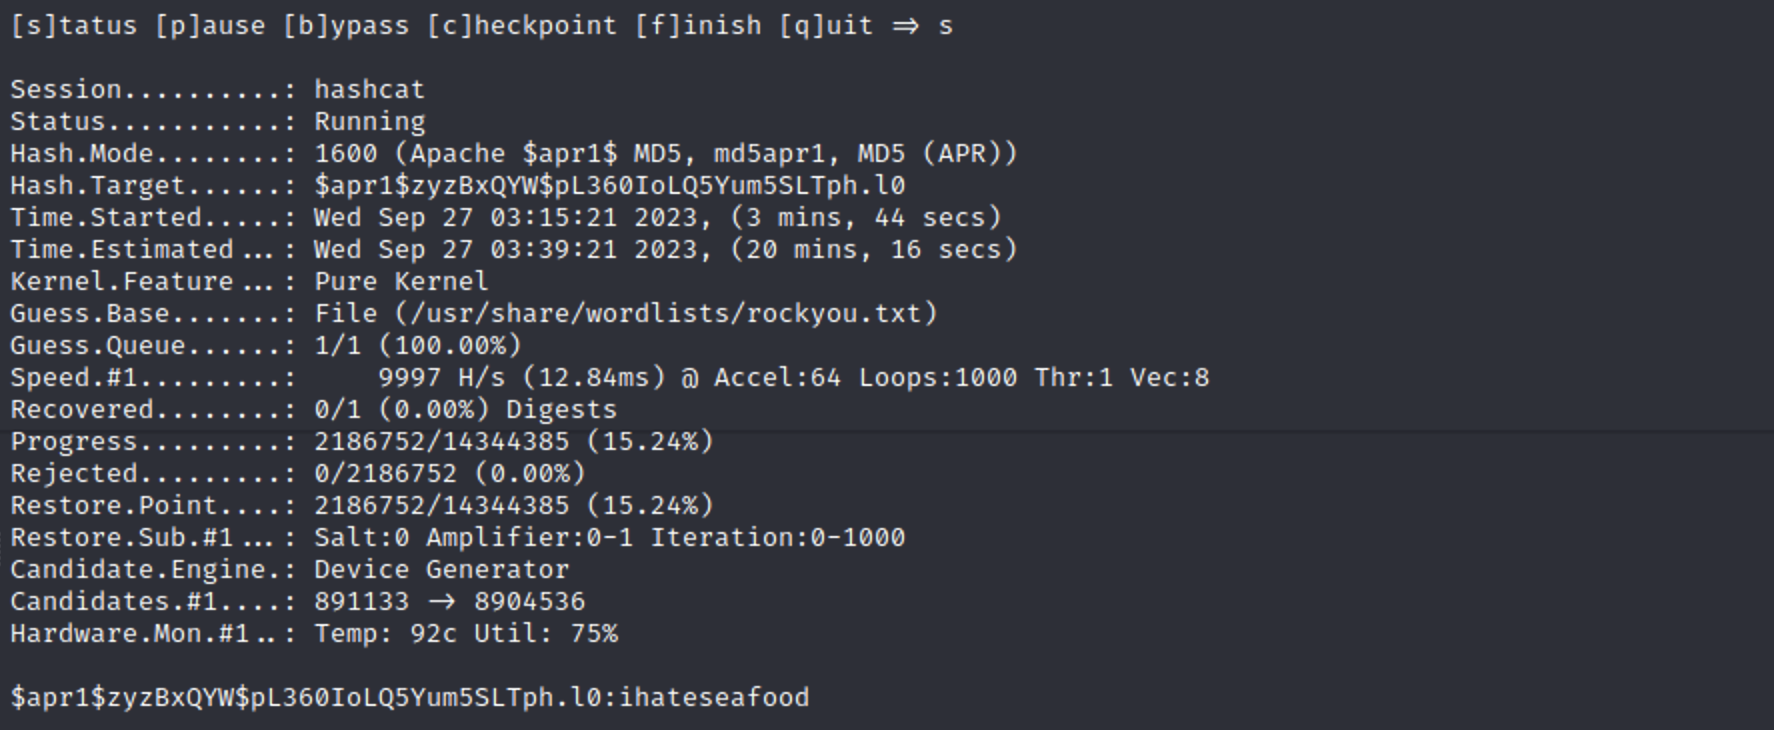 [s]tatus [p]ause [b]ypass [c]heckpoint [f]inish [q]uit ⇒ s
Session..........: hashcat
Status...........: Running
Hash.Mode........: 1600 (Apache $apr1$ MD5, md5apr1, MD5 (APR))
Hash.Target......: $apr1$zyzBxQYW$pL360IoLQ5Yum5SLTph.l0
Time.Started.....: Wed Sep 27 03:15:21 2023, (3 mins, 44 secs)
Time.Estimated...: Wed Sep 27 03:39:21 2023, (20 mins, 16 secs)
Kernel.Feature...: Pure Kernel
Guess.Base.......: File (/usr/share/wordlists/rockyou.txt)
Guess.Queue......: 1/1 (100.00%)
Speed.#1.........:     9997 H/s (12.84ms) @ Accel:64 Loops:1000 Thr:1 Vec:8
Recovered........: 0/1 (0.00%) Digests
Progress.........: 2186752/14344385 (15.24%)
Rejected.........: 0/2186752 (0.00%)
Restore.Point....: 2186752/14344385 (15.24%)
Restore.Sub.#1...: Salt:0 Amplifier:0-1 Iteration:0-1000
Candidate.Engine.: Device Generator
Candidates.#1....: 891133 → 8904536
Hardware.Mon.#1..: Temp: 92c Util: 75%
$apr1$zyzBxQYW$pL360IoLQ5Yum5SLTph.l0:ihateseafood